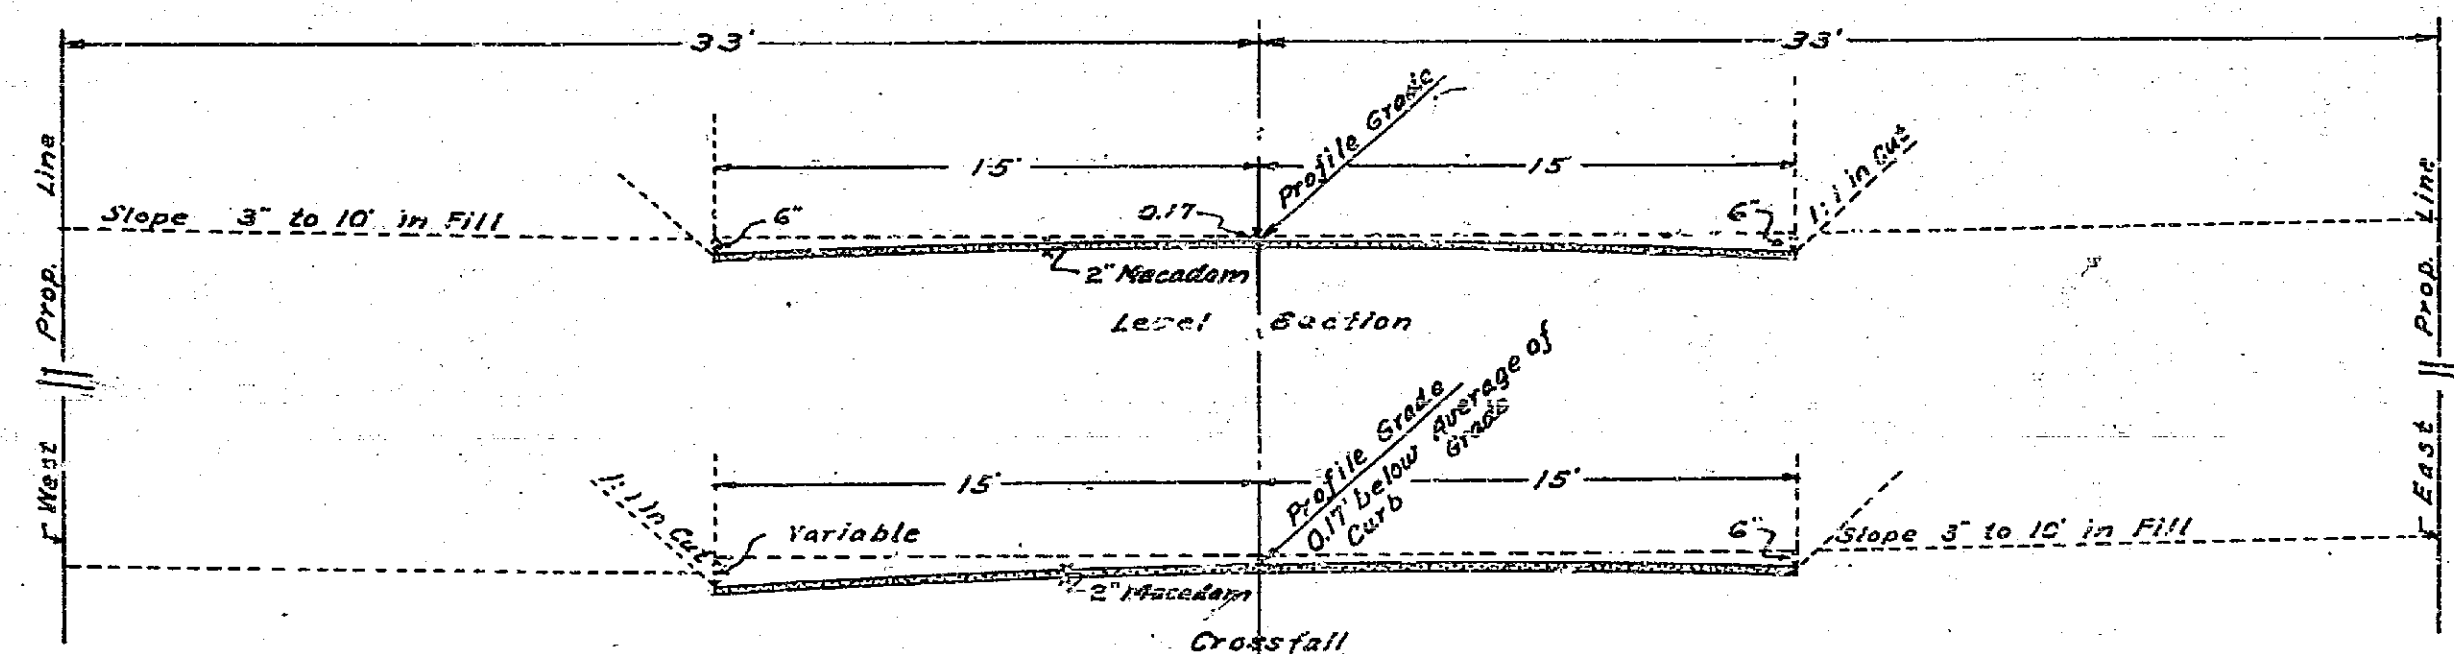 33'
33'
Profile Grade
15'
15'
1:1 in cut
West Prop. Line
East Prop. Line
Slope 3" to 10' in Fill
6"
0.17
6"
2" Macadam
Level Section
Profile Grade
0.17' below Average of
Curb Grade
15'
15'
1:1 In Cut
Variable
6"
Slope 3" to 10' in Fill
2" Macadam
Crossfall